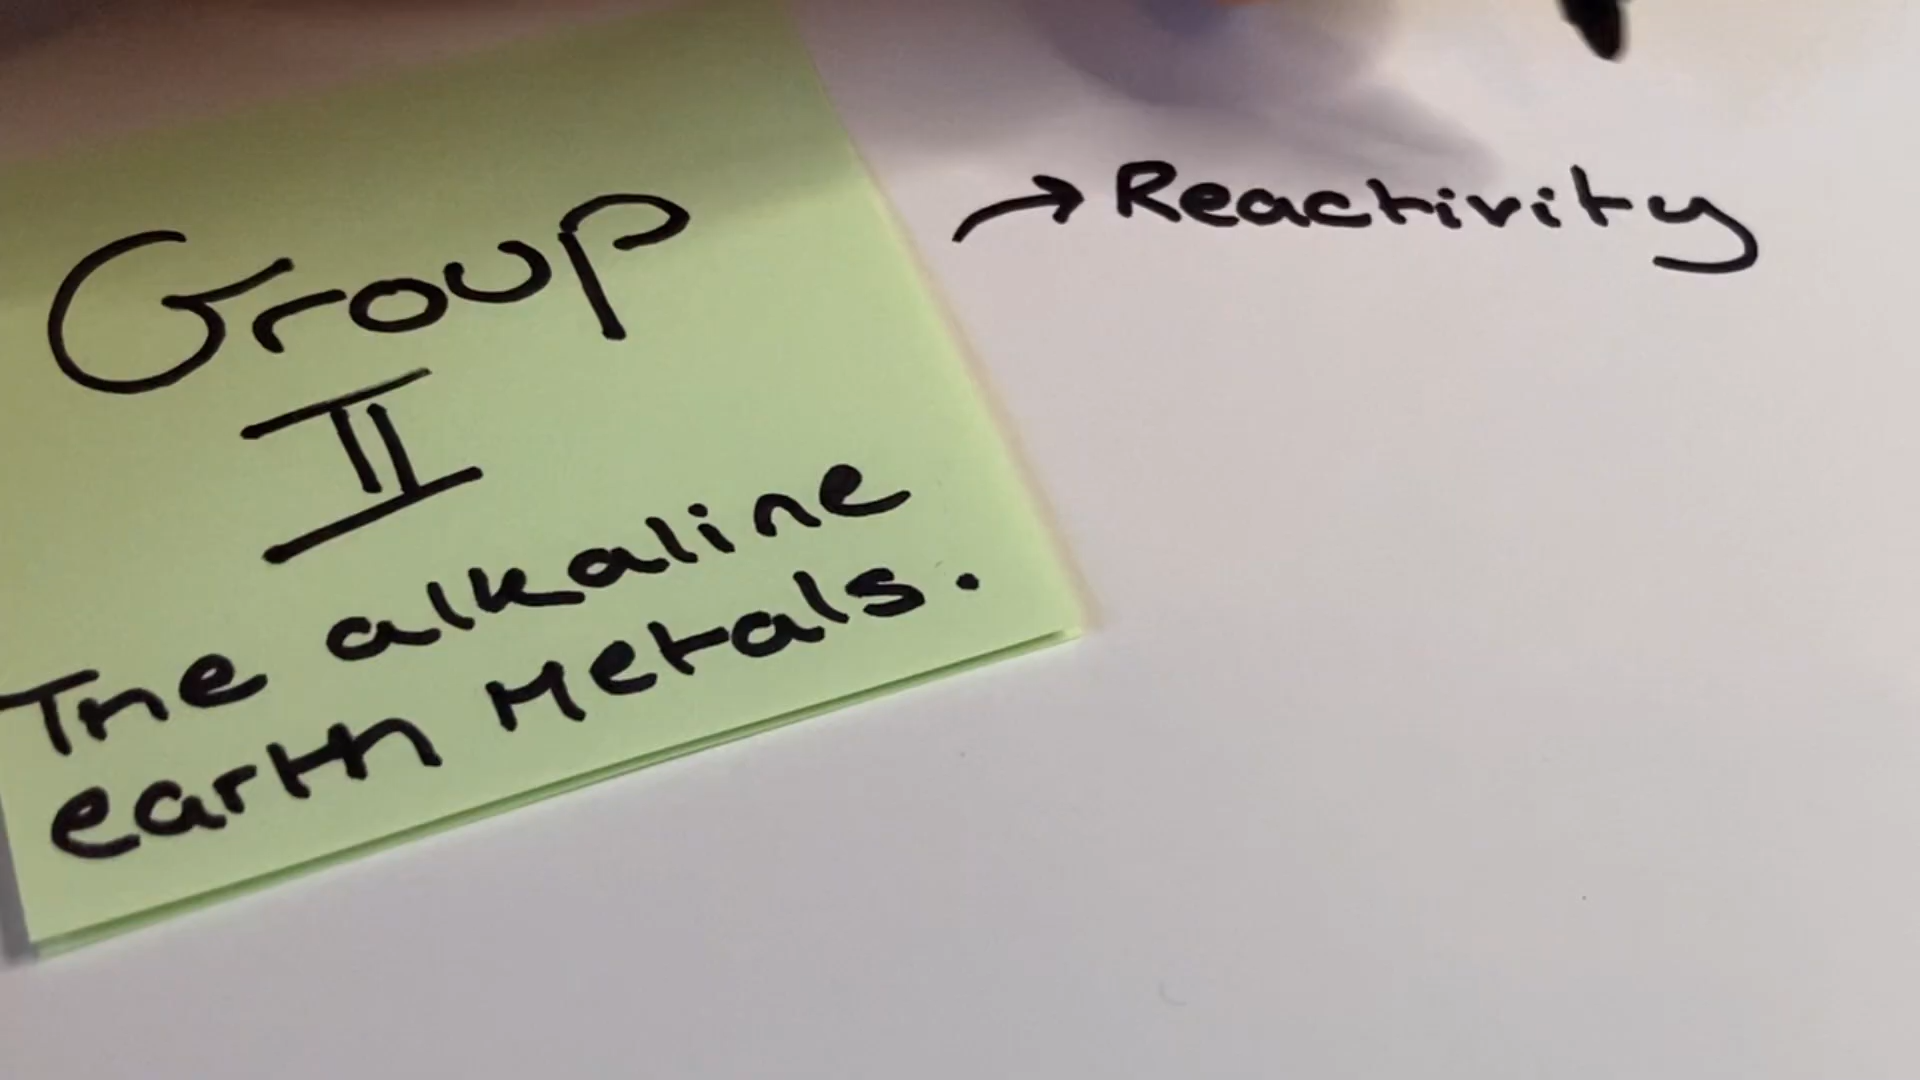 Group
II
The alkaline
earth Metals.
→ Reactivity